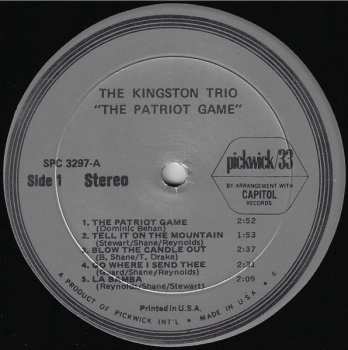 THE KINGSTON TRIO
"THE PATRIOT GAME"
SPC 3297-A
Side 1 Stereo
pickwick/33
BY ARRANGEMENT WITH
CAPITOL
RECORDS
1. THE PATRIOT GAME 2:52
(Dominic Behan)
2. TELL IT ON THE MOUNTAIN 1:53
(Stewart/Shane/Reynolds)
3. BLOW THE CANDLE OUT 2:37
(B. Shane/T. Drake)
4. GO WHERE I SEND THEE 2:31
(Guard/Shane/Reynolds)
5. LA BAMBA 2:05
(Reynolds/Shane/Stewart)
Printed in U.S.A.
A PRODUCT OF PICKWICK INT'L • MADE IN U.S.A.